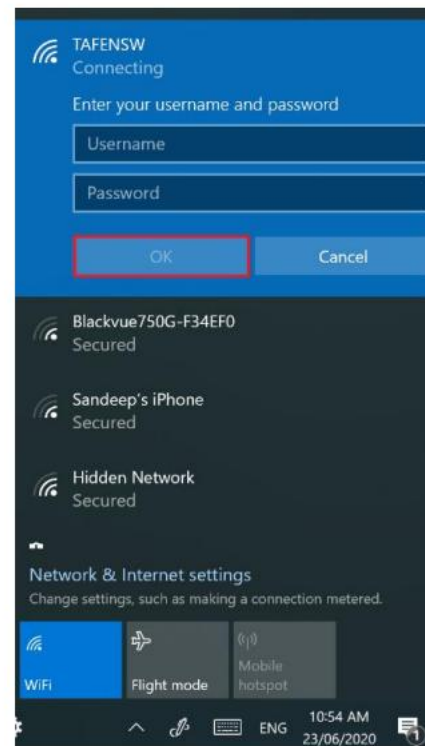 TAFENSW
Connecting
Enter your username and password
Username
Password
OK Cancel
Blackvue750G-F34EF0
Secured
Sandeep's iPhone
Secured
Hidden Network
Secured
Network & Internet settings
Change settings, such as making a connection metered.
WiFi
Flight mode
Mobile
hotspot
ENG
10:54 AM
23/06/2020
1